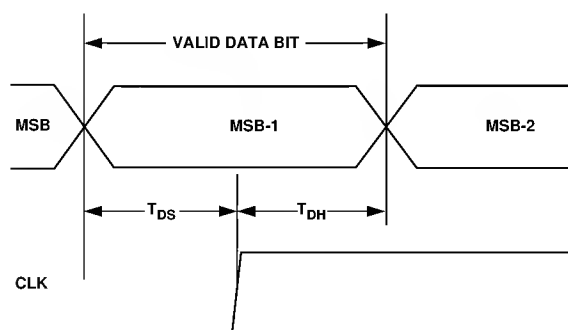 VALID DATA BIT
MSB
MSB-1
MSB-2
TDS
TDH
CLK